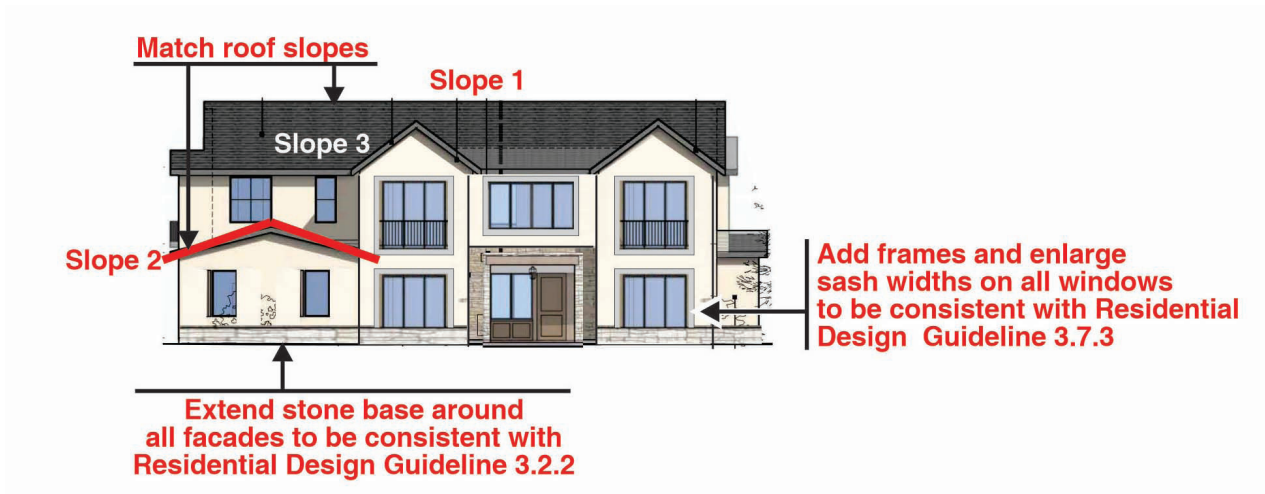 Match roof slopes
Slope 1
Slope 3
Slope 2
Add frames and enlarge
sash widths on all windows
to be consistent with Residential
Design Guideline 3.7.3
Extend stone base around
all facades to be consistent with
Residential Design Guideline 3.2.2